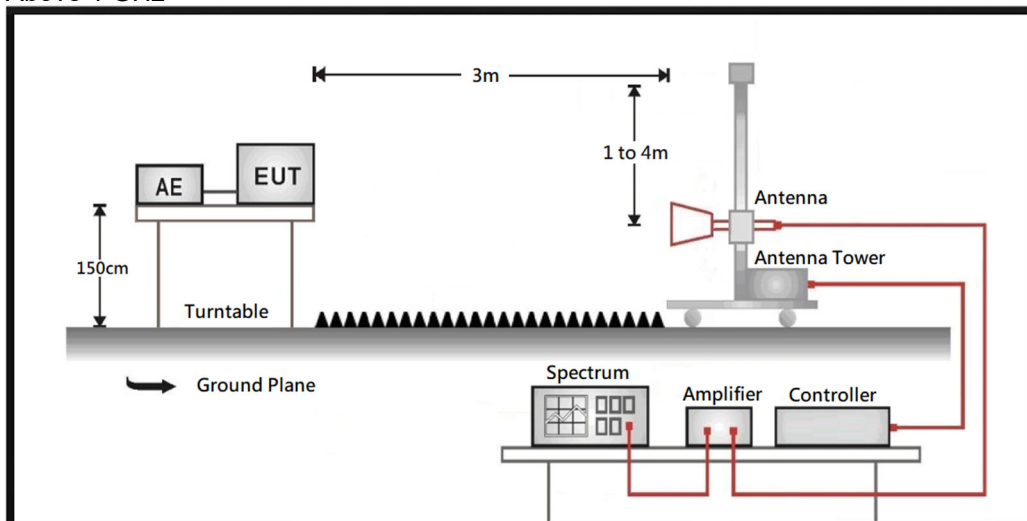 3m
1 to 4m
AE
EUT
Antenna
150cm
Antenna Tower
Turntable
Ground Plane
Spectrum
Amplifier
Controller